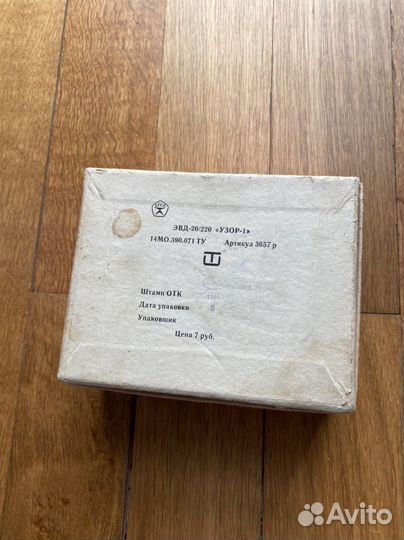 СССР
ЭВД-20/220 «УЗОР-1»
14МО.390.071 ТУ Артикул 3657 р
Штамп ОТК
Дата упаковки
Упаковщик
Цена 7 руб.
Avito